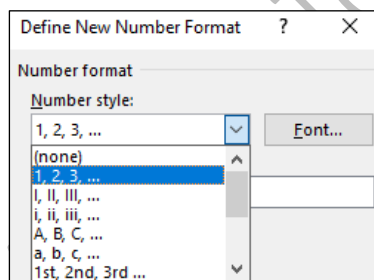 Define New Number Format ? ×
Number format
Number style:
1, 2, 3, ...
Font...
(none)
1, 2, 3, ...
I, II, III, ...
i, ii, iii, ...
A, B, C, ...
a, b, c, ...
1st, 2nd, 3rd ...